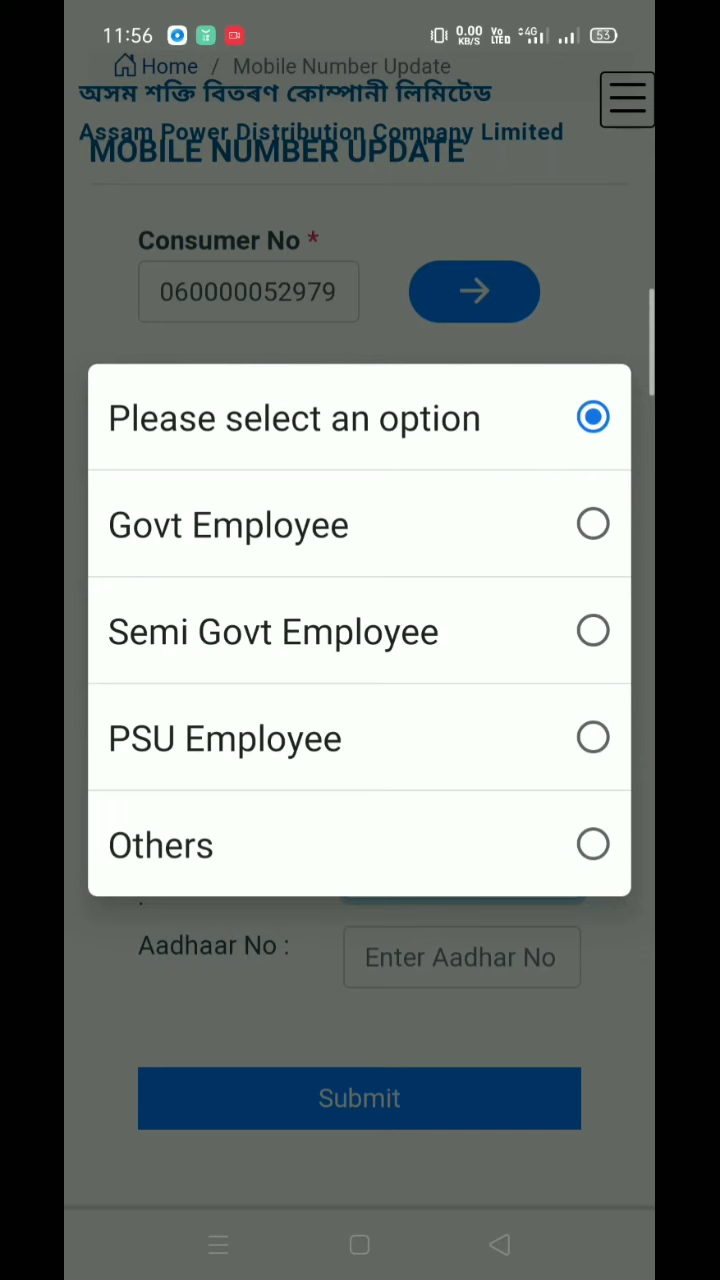 11:56 0.00 KB/S Vo LTE D 4G 53
Home / Mobile Number Update
অসম শক্তি বিতৰণ কোম্পানী লিমিটেড
Assam Power Distribution Company Limited
MOBILE NUMBER UPDATE
Consumer No *
060000052979
Please select an option
Govt Employee
Semi Govt Employee
PSU Employee
Others
Aadhaar No :
Enter Aadhar No
Submit